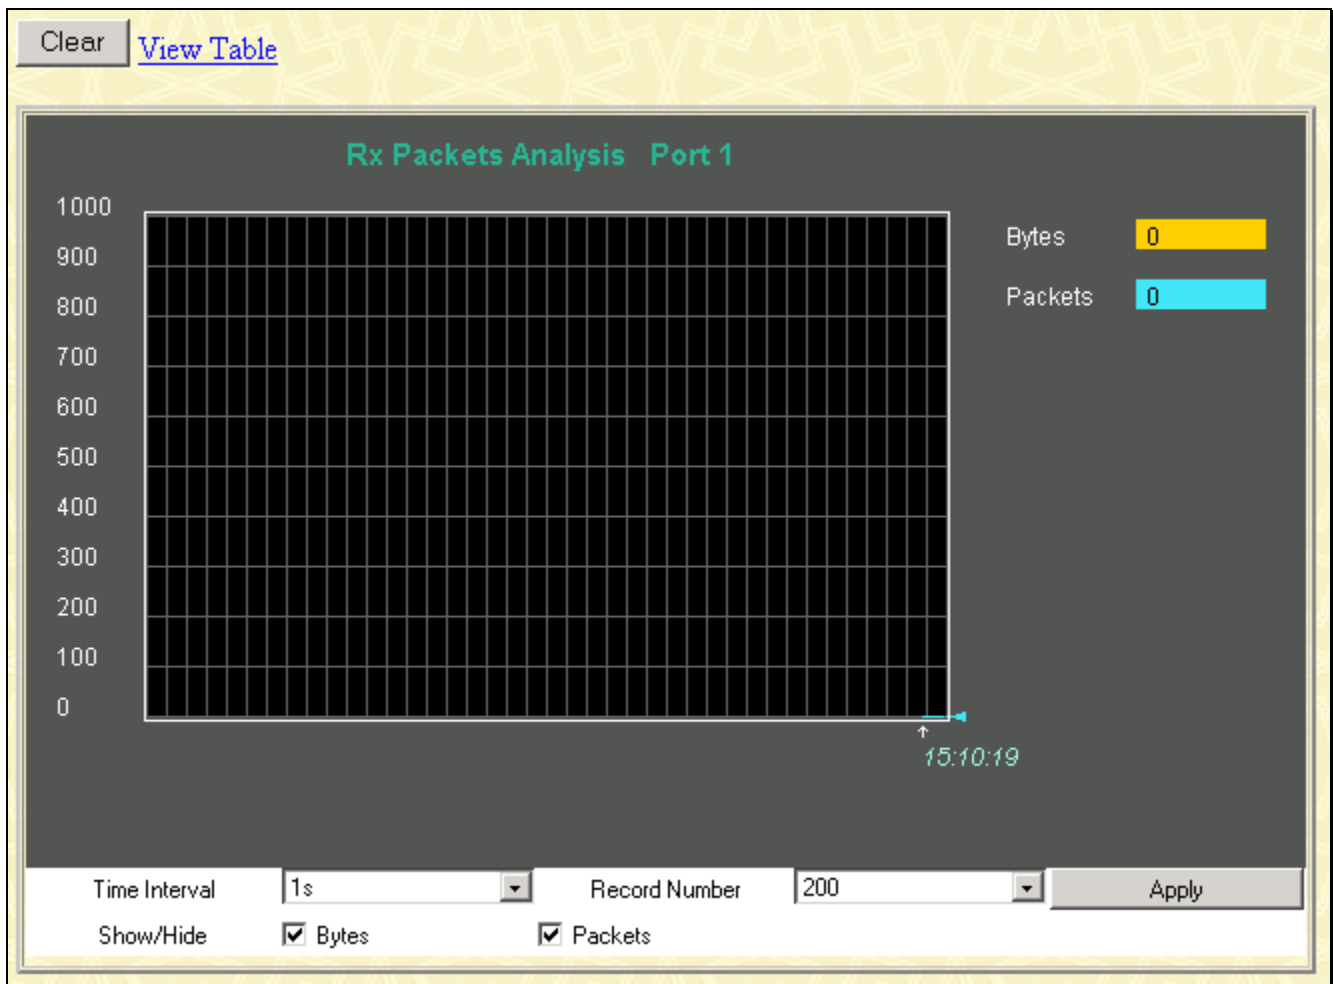 Clear View Table
Rx Packets Analysis Port 1
1000
900
800
700
600
500
400
300
200
100
0
Bytes 0
Packets 0
15:10:19
Time Interval 1s Record Number 200 Apply
Show/Hide Bytes Packets